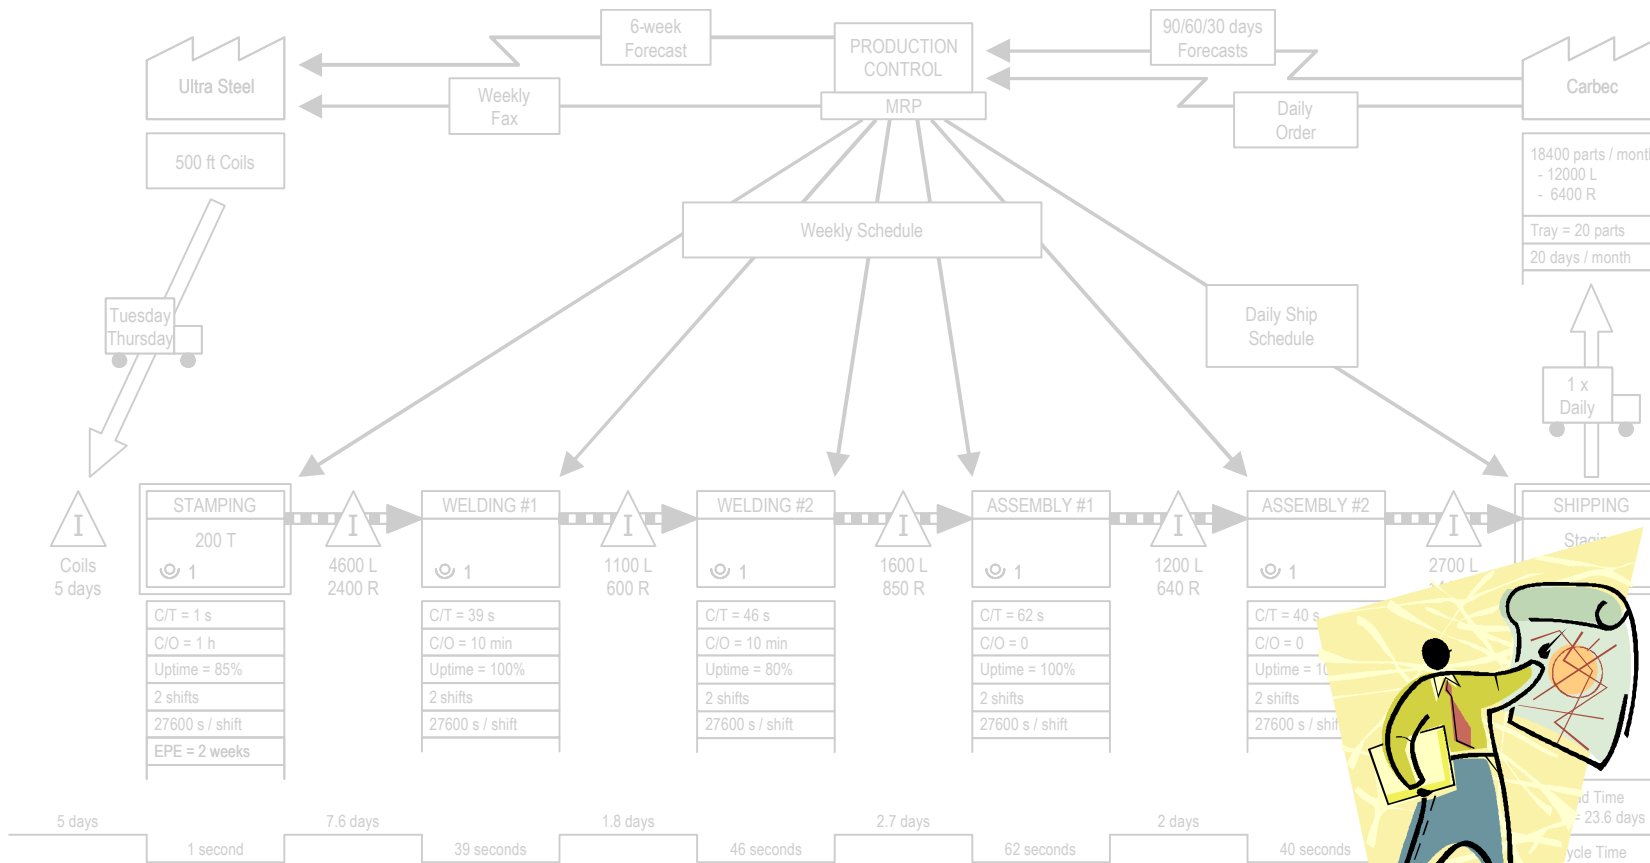 6-week
Forecast
90/60/30 days
Forecasts
PRODUCTION
CONTROL
MRP
Ultra Steel
Weekly
Fax
Daily
Order
Carbec
500 ft Coils
18400 parts / month
- 12000 L
- 6400 R
Tray = 20 parts
20 days / month
Weekly Schedule
Tuesday
Thursday
Daily Ship
Schedule
1 x
Daily
I
Coils
5 days
STAMPING
200 T
1
I
4600 L
2400 R
WELDING #1
1
I
1100 L
600 R
WELDING #2
1
I
1600 L
850 R
ASSEMBLY #1
1
I
1200 L
640 R
ASSEMBLY #2
1
I
2700 L
SHIPPING
C/T = 1 s
C/O = 1 h
Uptime = 85%
2 shifts
27600 s / shift
EPE = 2 weeks
C/T = 39 s
C/O = 10 min
Uptime = 100%
2 shifts
27600 s / shift
C/T = 46 s
C/O = 10 min
Uptime = 80%
2 shifts
27600 s / shift
C/T = 62 s
C/O = 0
Uptime = 100%
2 shifts
27600 s / shift
C/T = 40 s
C/O = 0
Uptime =
2 shifts
27600 s /
5 days
7.6 days
1.8 days
2.7 days
2 days
Time
= 23.6 days
1 second
39 seconds
46 seconds
62 seconds
40 seconds
Time